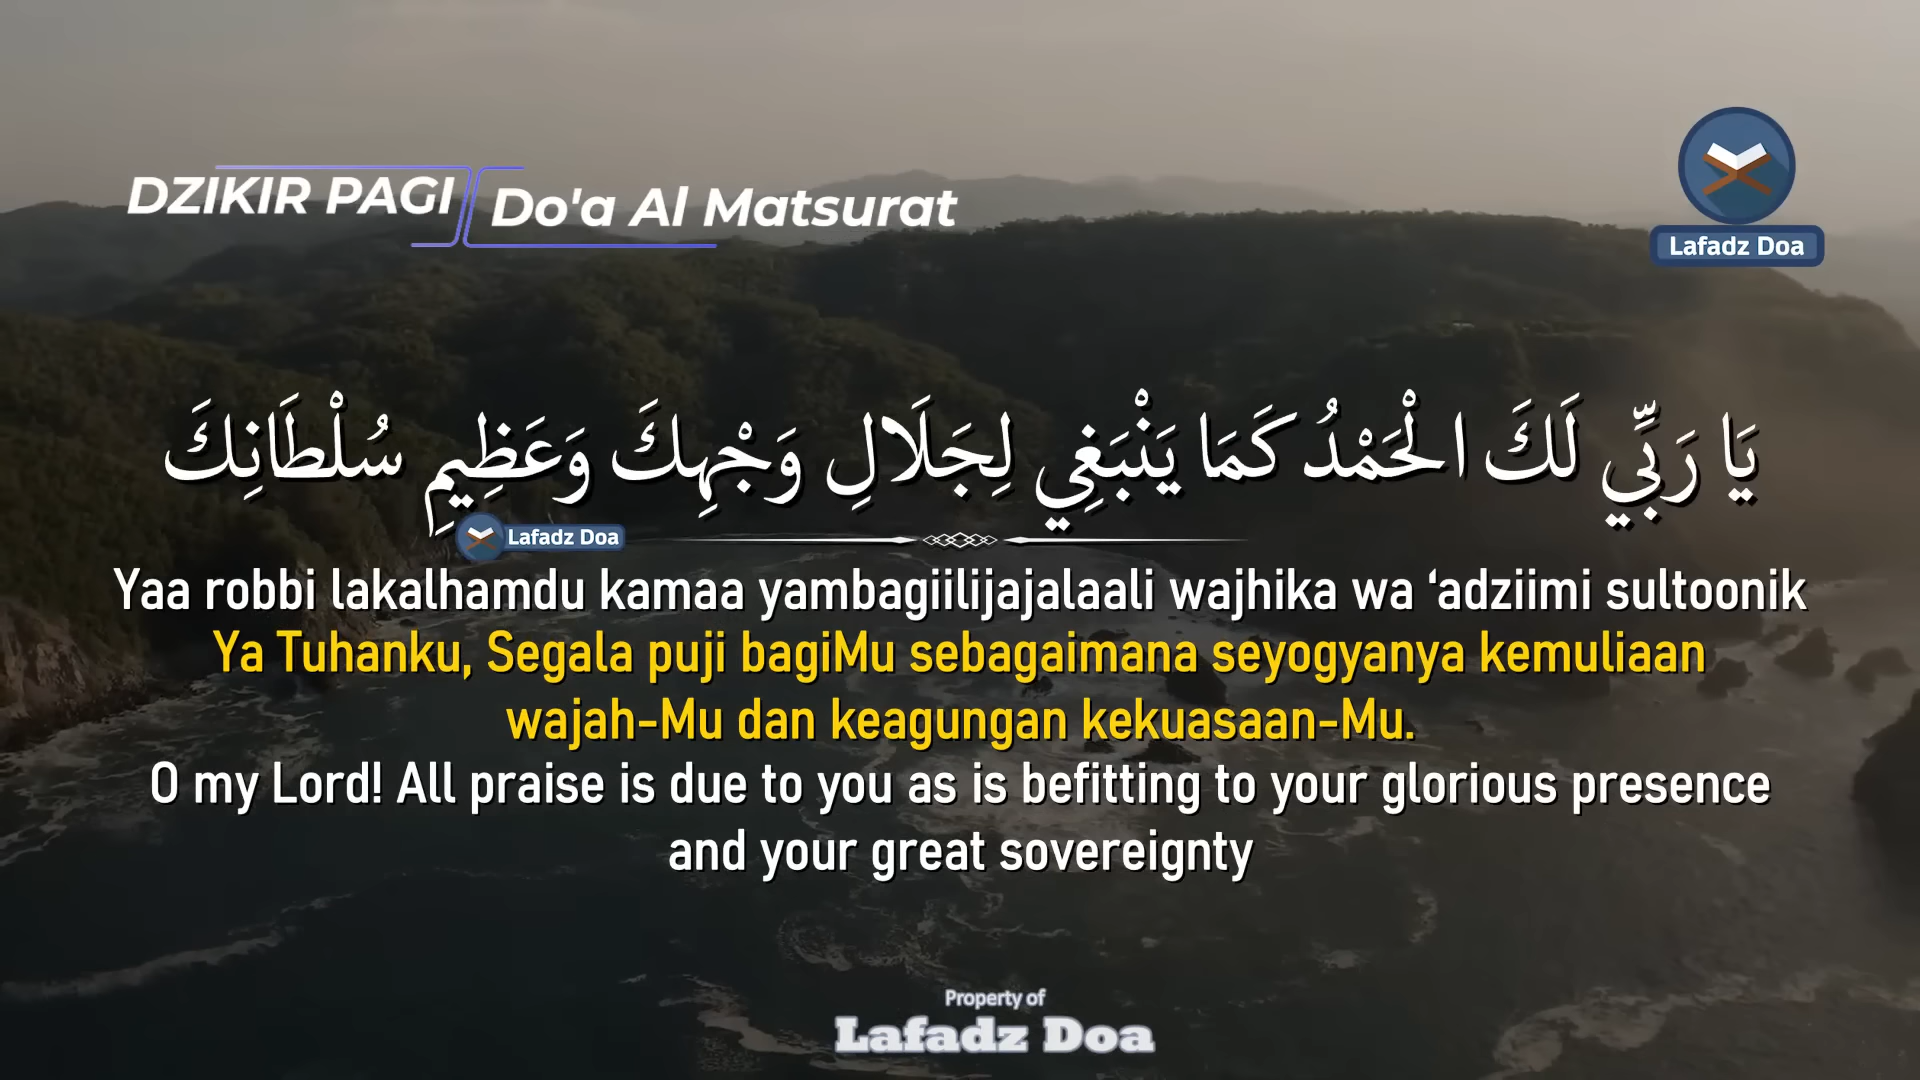 DZIKIR PAGI
Do'a Al Matsurat
Lafadz Doa
يَا رَبِّي لَكَ الْحَمْدُ كَمَا يَنْبَغِي لِجَلَالِ وَجْهِكَ وَعَظِيمِ سُلْطَانِكَ
Lafadz Doa
Yaa robbi lakalhamdu kamaa yambagiilijajalaali wajhika wa ‘adziimi sultoonik
Ya Tuhanku, Segala puji bagiMu sebagaimana seyogyanya kemuliaan
wajah-Mu dan keagungan kekuasaan-Mu.
O my Lord! All praise is due to you as is befitting to your glorious presence
and your great sovereignty
Property of
Lafadz Doa